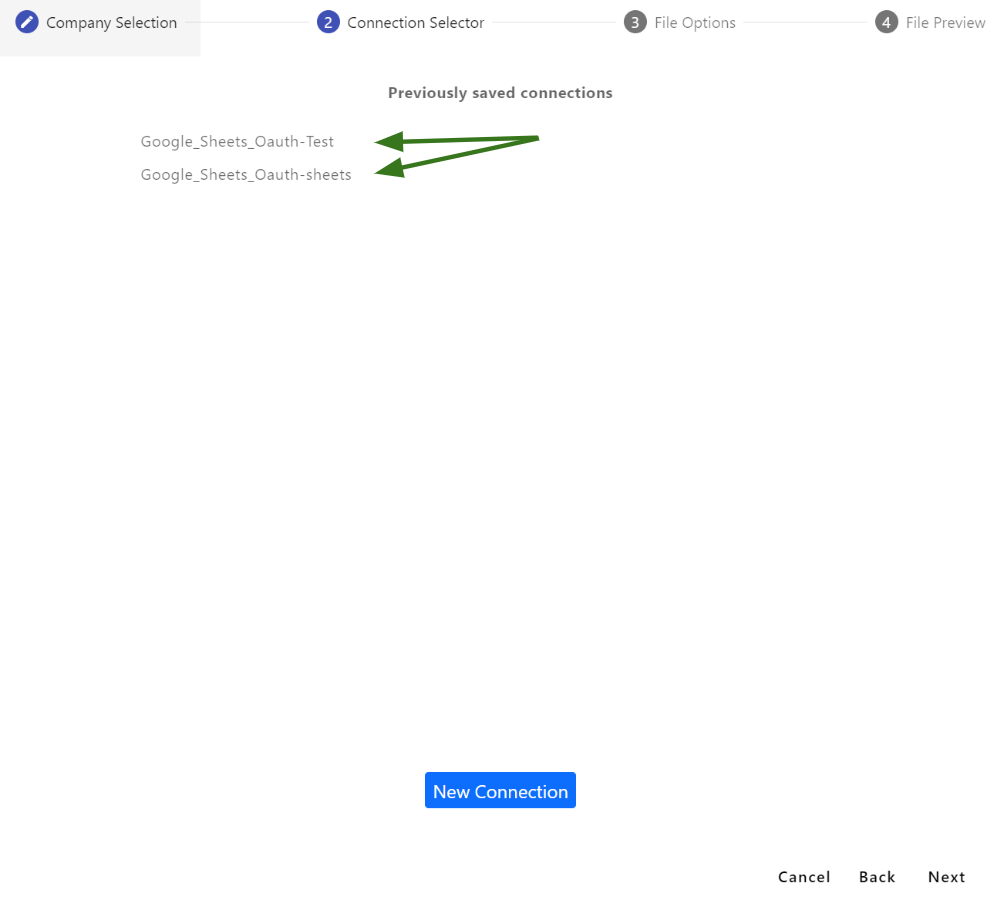 Company Selection 2 Connection Selector 3 File Options 4 File Preview
Previously saved connections
Google_Sheets_Oauth-Test
Google_Sheets_Oauth-sheets
New Connection
Cancel Back Next